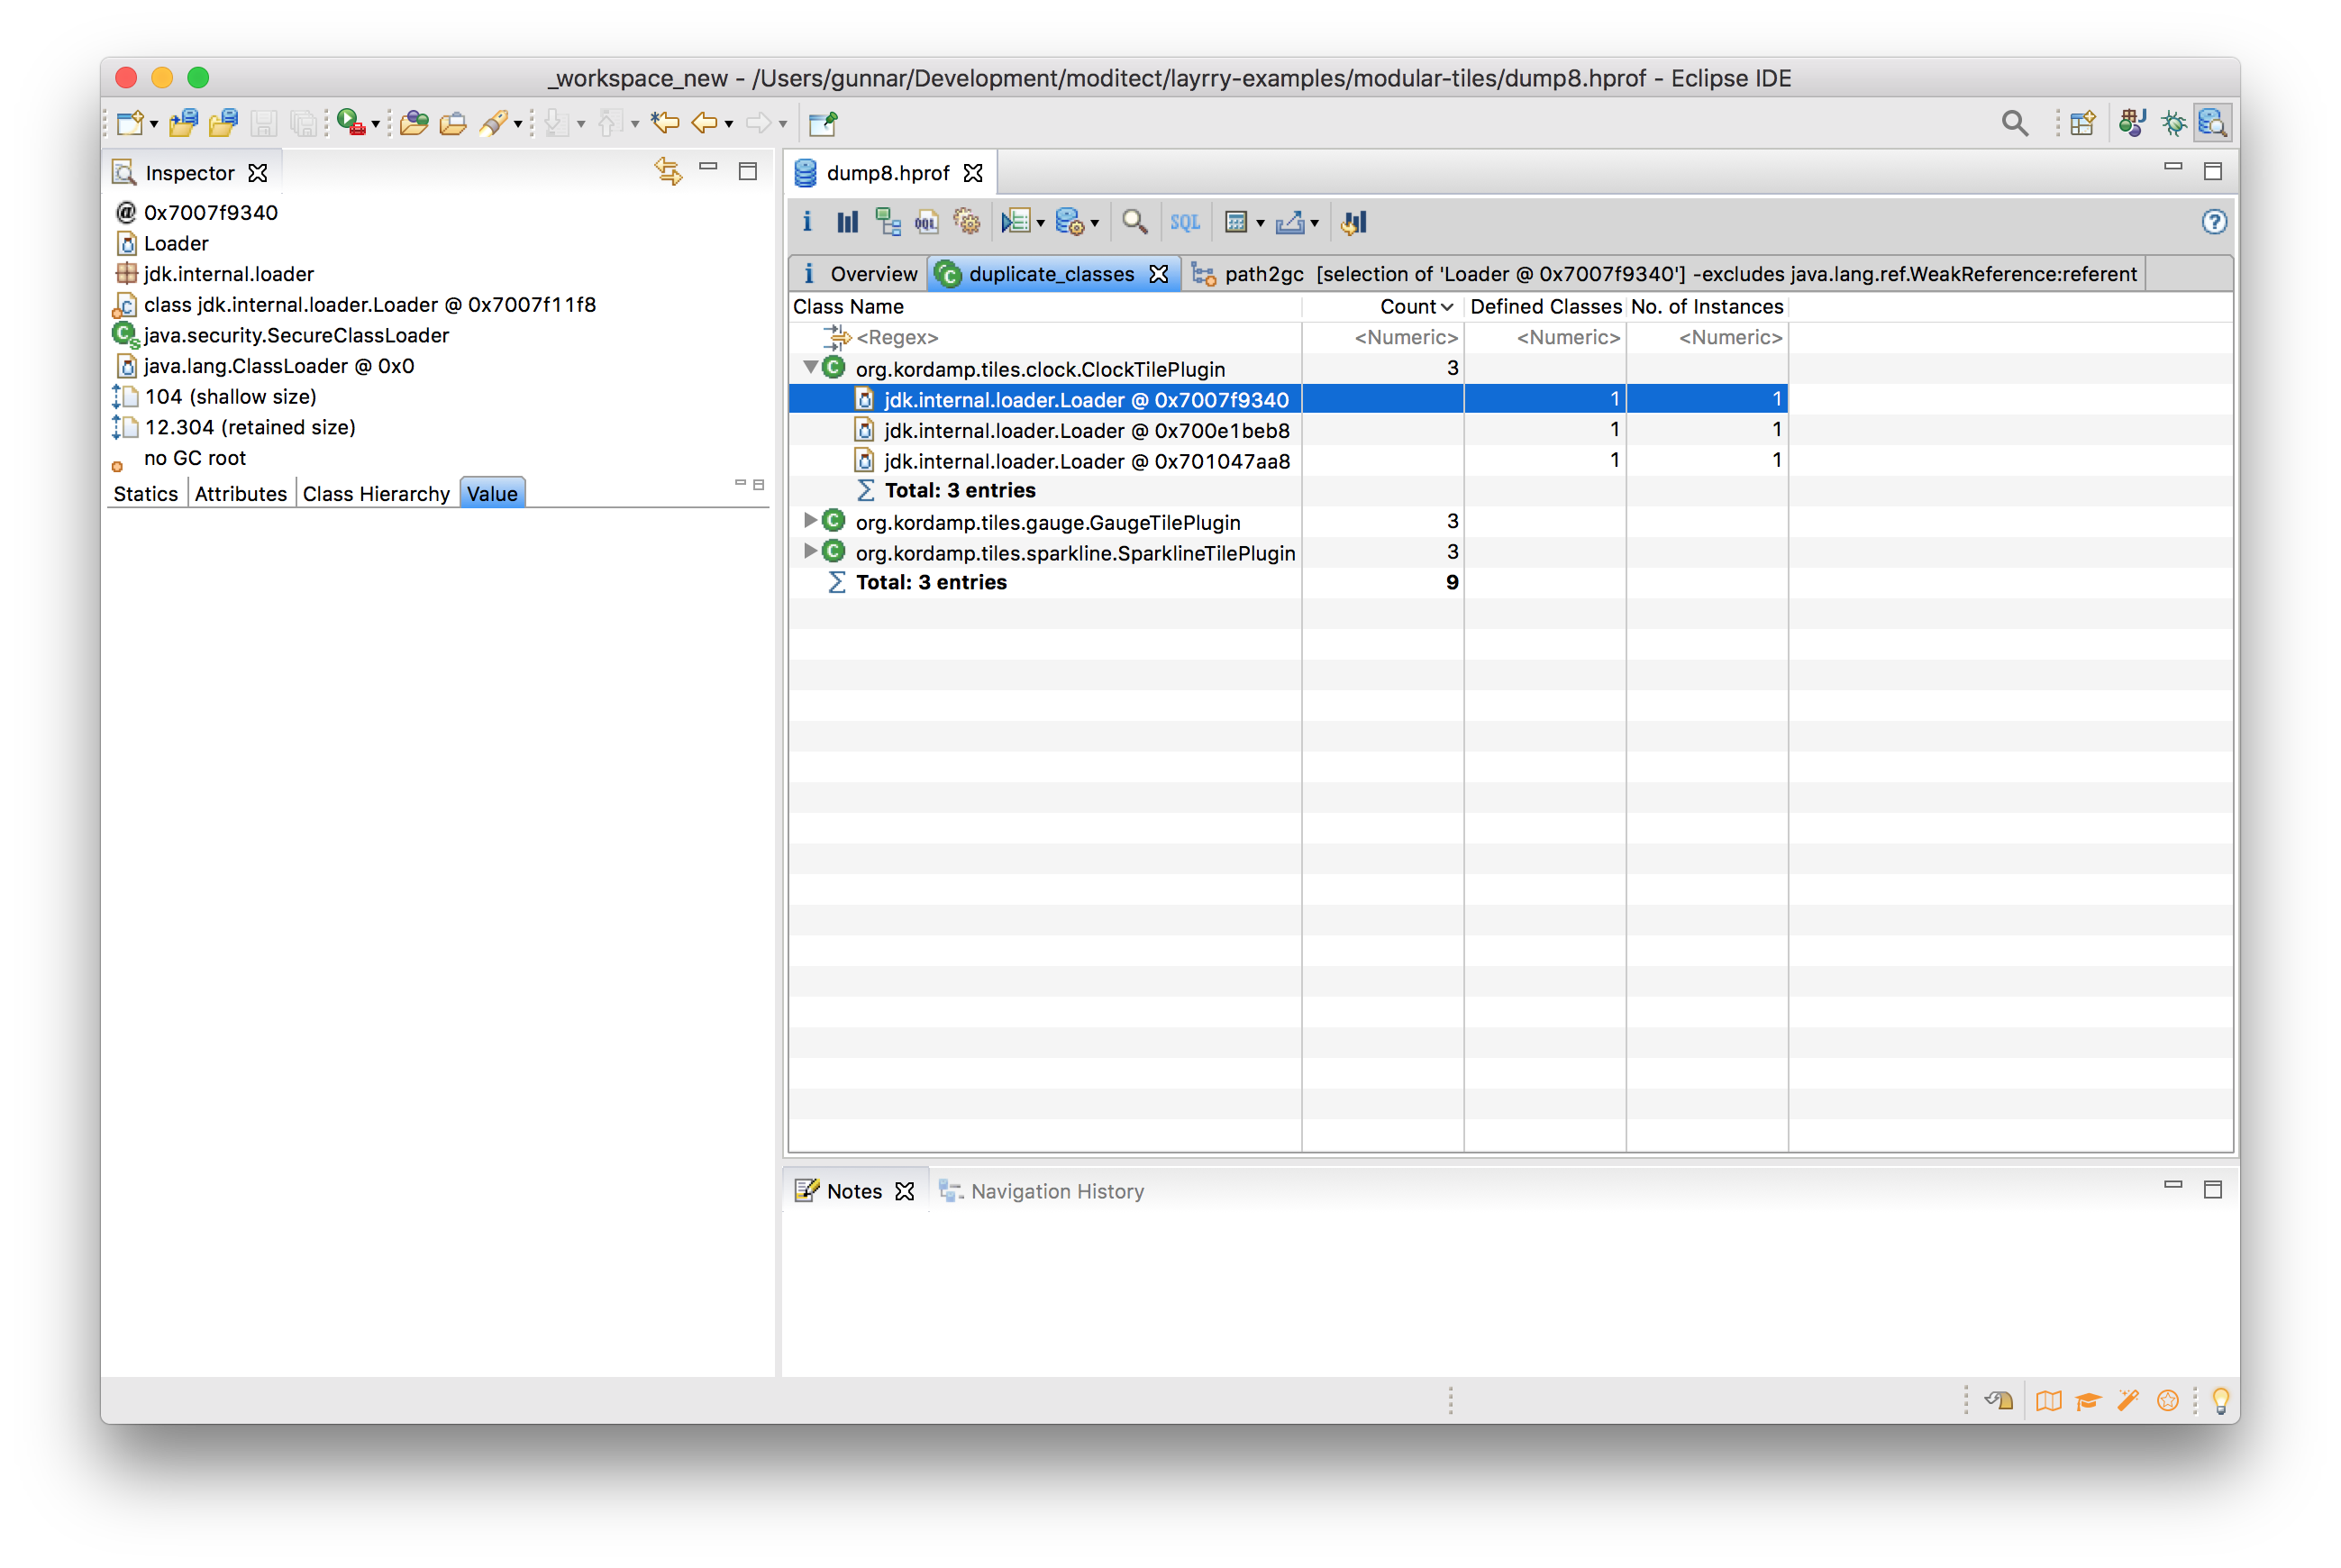 _workspace_new - /Users/gunnar/Development/moditect/layrry-examples/modular-tiles/dump8.hprof - Eclipse IDE
Inspector
@ 0x7007f9340
Loader
jdk.internal.loader
class jdk.internal.loader.Loader @ 0x7007f11f8
java.security.SecureClassLoader
java.lang.ClassLoader @ 0x0
104 (shallow size)
12.304 (retained size)
no GC root
Statics Attributes Class Hierarchy Value
dump8.hprof
i OQL SQL ?
i Overview duplicate_classes path2gc [selection of 'Loader @ 0x7007f9340'] -excludes java.lang.ref.WeakReference:referent
Class Name Count Defined Classes No. of Instances
<Regex> <Numeric> <Numeric> <Numeric>
org.kordamp.tiles.clock.ClockTilePlugin 3
jdk.internal.loader.Loader @ 0x7007f9340 1 1
jdk.internal.loader.Loader @ 0x700e1beb8 1 1
jdk.internal.loader.Loader @ 0x701047aa8 1 1
Σ Total: 3 entries
org.kordamp.tiles.gauge.GaugeTilePlugin 3
org.kordamp.tiles.sparkline.SparklineTilePlugin 3
Σ Total: 3 entries 9
Notes Navigation History